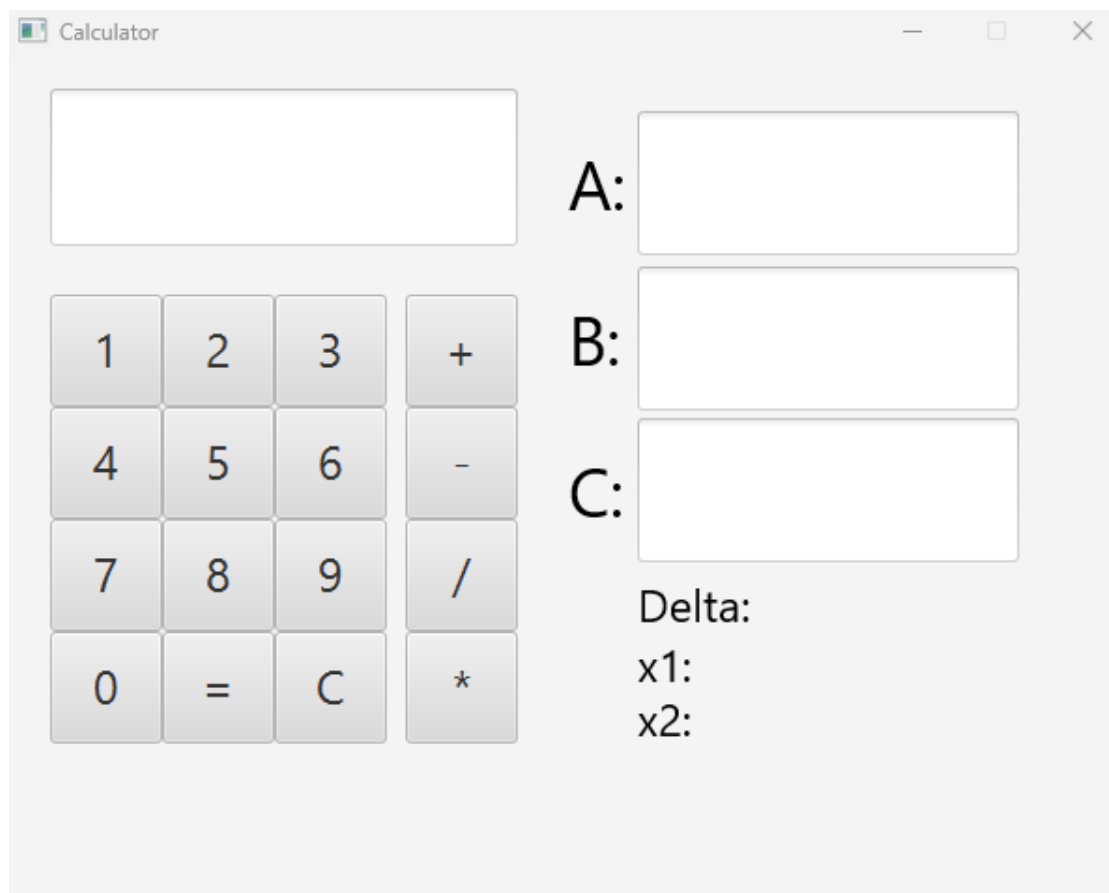 Calculator
A:
B:
C:
1 2 3 +
4 5 6 -
7 8 9 /
0 = C *
Delta:
x1:
x2: